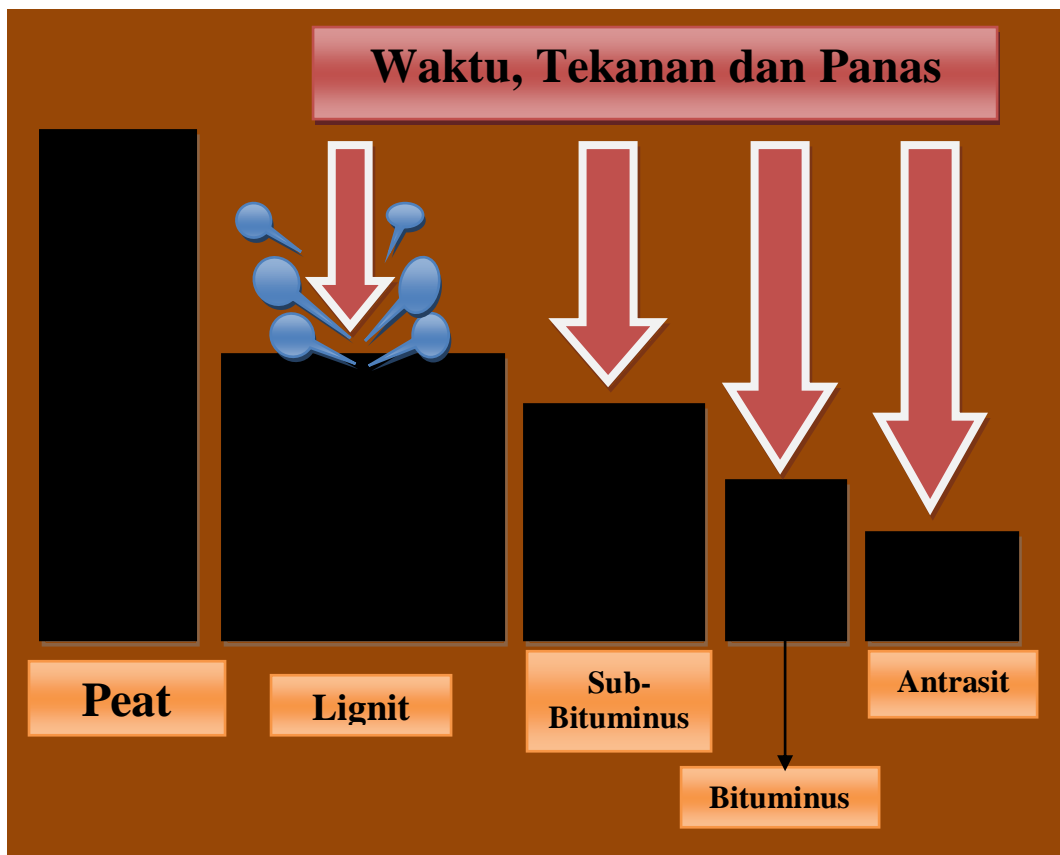 Waktu, Tekanan dan Panas
Peat
Lignit
Sub-
Bituminus
Bituminus
Antrasit